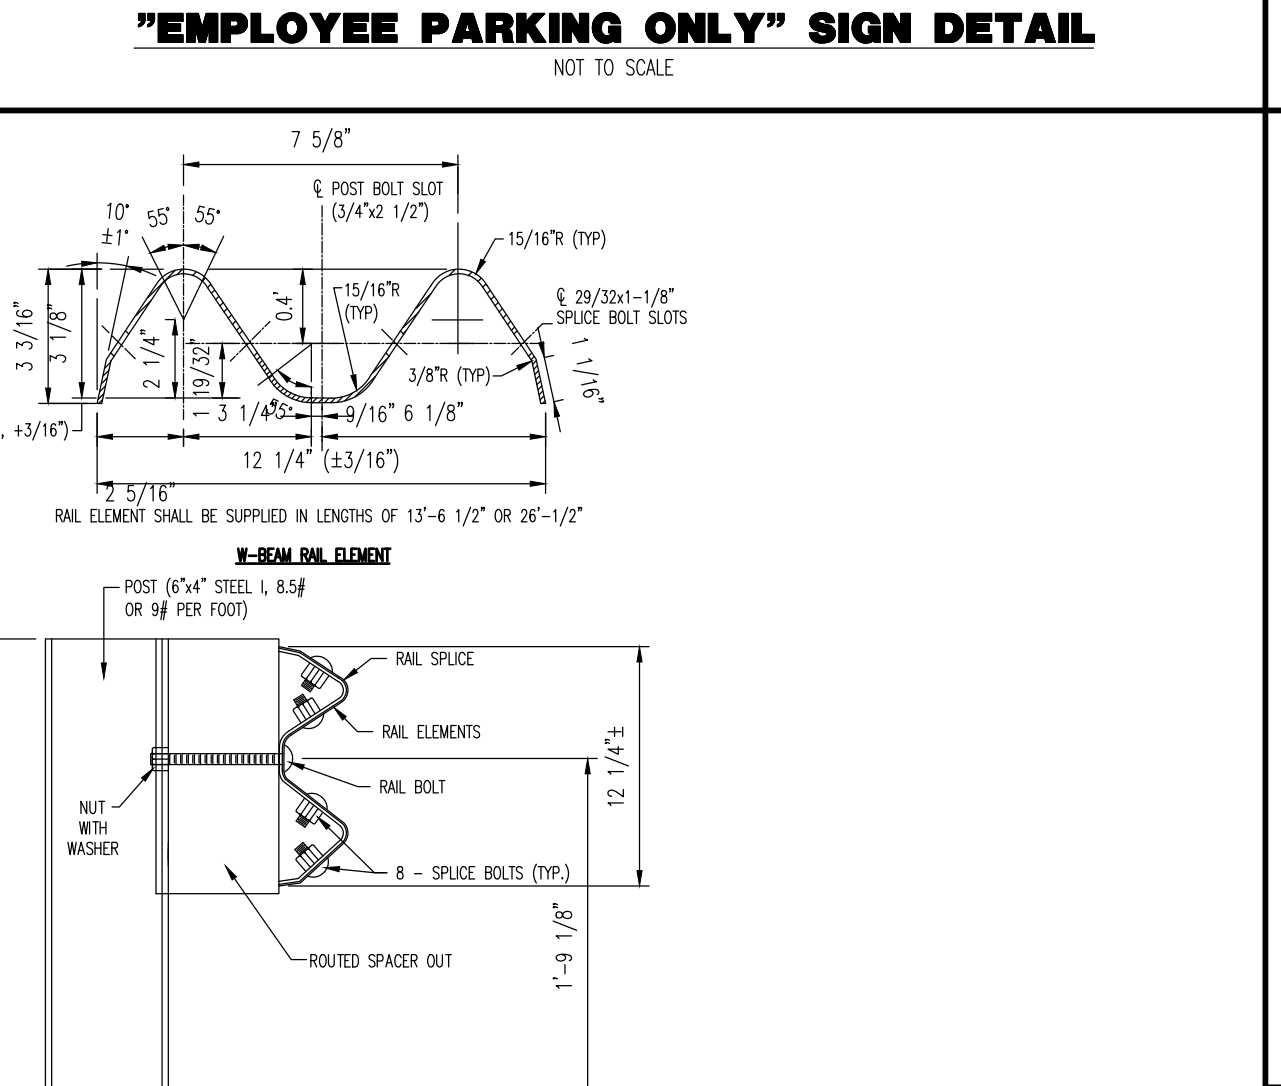 ”EMPLOYEE PARKING ONLY” SIGN DETAIL
NOT TO SCALE
7 5/8”
℄ POST BOLT SLOT
(3/4”x2 1/2”)
10°
±1°
55°
55°
15/16”R (TYP)
℄ 29/32x1-1/8”
SPLICE BOLT SLOTS
15/16”R
(TYP)
0.4'
3 3/16”
3 1/8”
2 1/4”
1 19/32”
3/8”R (TYP)
1 1/16”
, +3/16”)
3 1/4”
55°
9/16”
6 1/8”
12 1/4” (±3/16”)
2 5/16”
RAIL ELEMENT SHALL BE SUPPLIED IN LENGTHS OF 13’-6 1/2” OR 26’-1/2”
W-BEAM RAIL ELEMENT
POST (6”x4” STEEL I, 8.5#
OR 9# PER FOOT)
RAIL SPLICE
RAIL ELEMENTS
12 1/4”±
RAIL BOLT
NUT
WITH
WASHER
8 - SPLICE BOLTS (TYP.)
1’-9 1/8”
ROUTED SPACER OUT